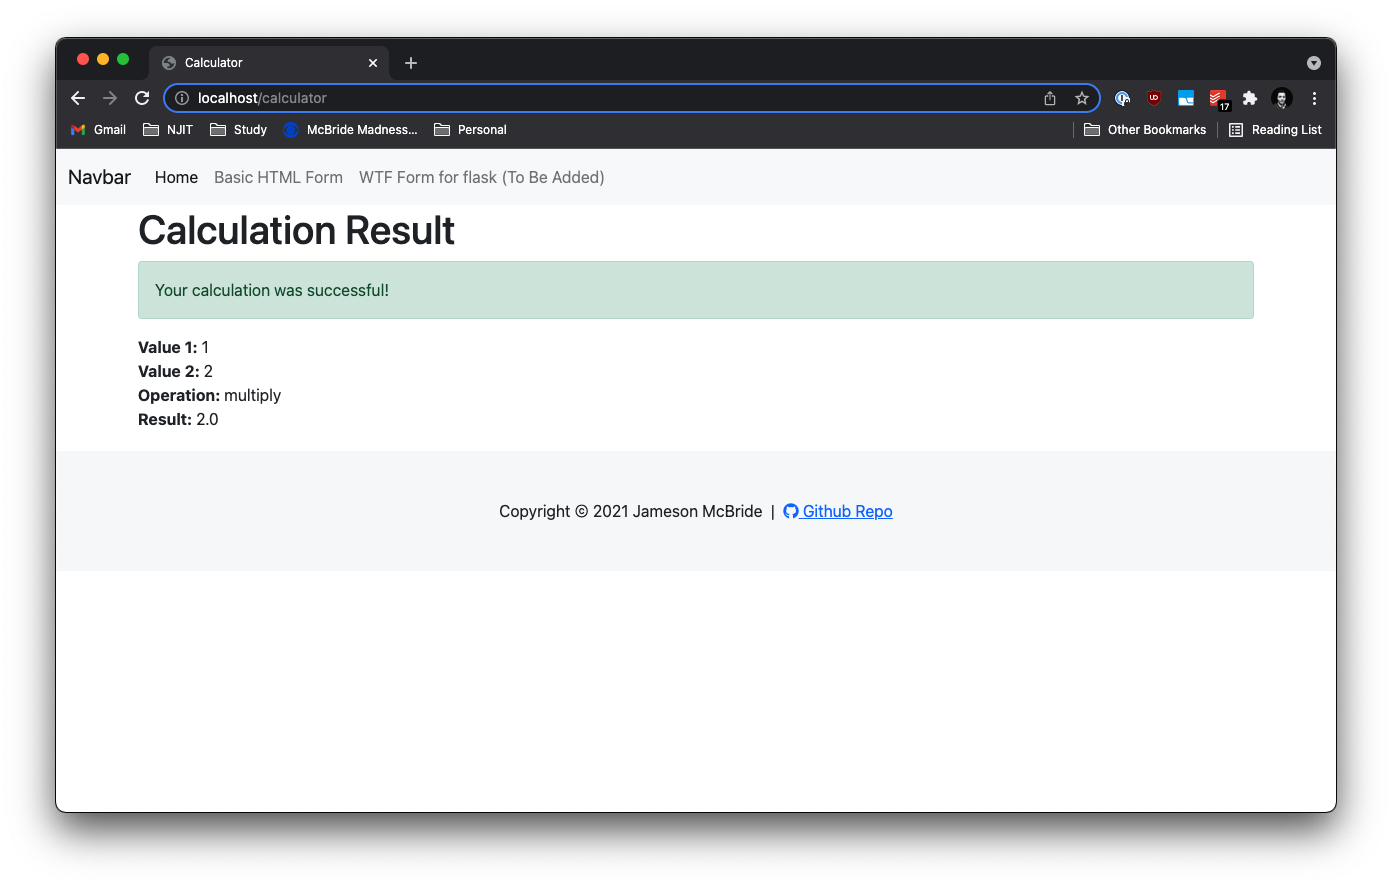 Calculator
localhost/calculator
17
Gmail NJIT Study McBride Madness... Personal Other Bookmarks Reading List
Navbar Home Basic HTML Form WTF Form for flask (To Be Added)
Calculation Result
Your calculation was successful!
Value 1: 1
Value 2: 2
Operation: multiply
Result: 2.0
Copyright © 2021 Jameson McBride | Github Repo